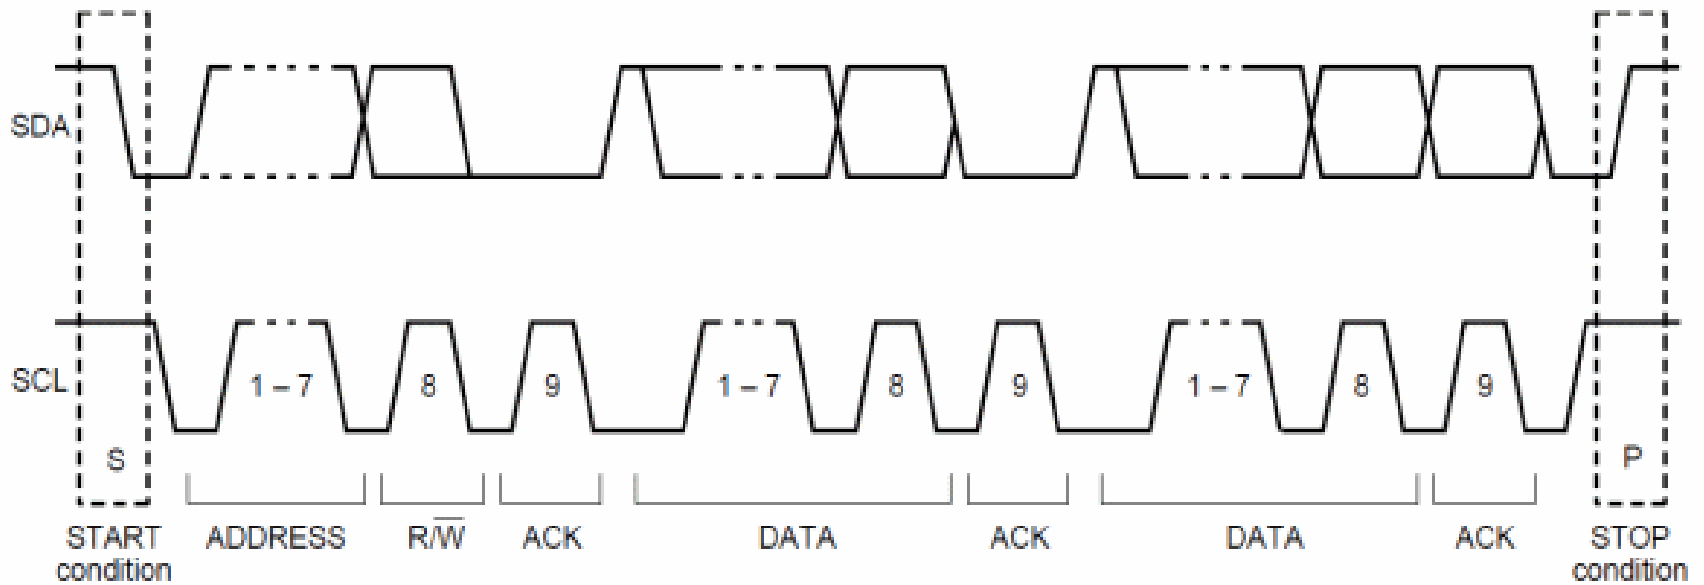 SDA
SCL
1 – 7
8
9
1 – 7
8
9
1 – 7
8
9
S
P
START
condition
ADDRESS
R/W̅
ACK
DATA
ACK
DATA
ACK
STOP
condition